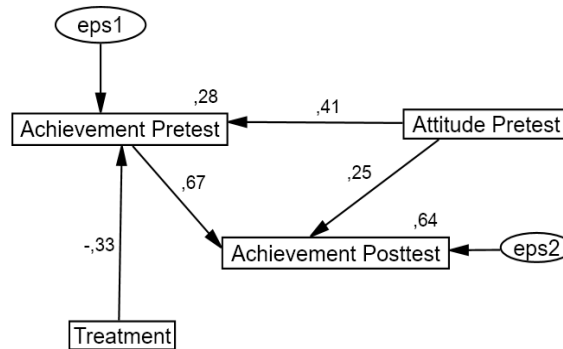 eps1
,28
,41
Achievement Pretest
Attitude Pretest
,67
,25
,64
-,33
Achievement Posttest
eps2
Treatment